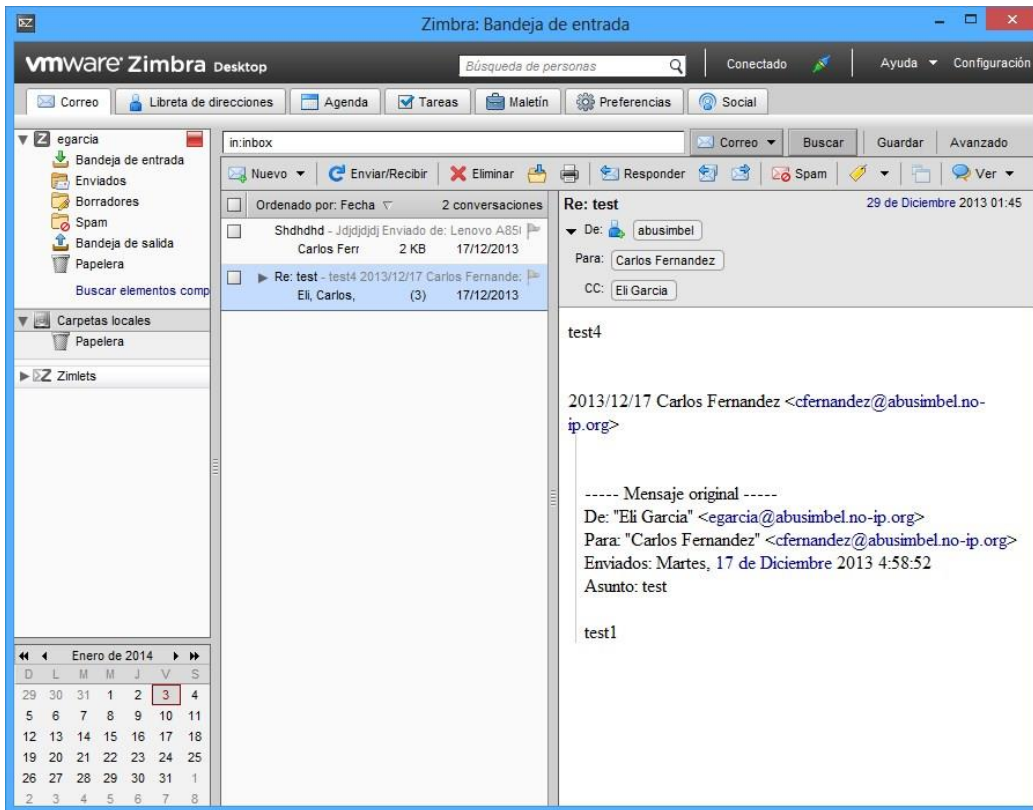 Zimbra: Bandeja de entrada
vmware Zimbra Desktop
Búsqueda de personas
Conectado
Ayuda
Configuración
Correo
Libreta de direcciones
Agenda
Tareas
Maletín
Preferencias
Social
egarcia
Bandeja de entrada
Enviados
Borradores
Spam
Bandeja de salida
Papelera
Buscar elementos comp
Carpetas locales
Papelera
Zimlets
in:inbox
Correo
Buscar
Guardar
Avanzado
Nuevo
Enviar/Recibir
Eliminar
Responder
Spam
Ver
Ordenado por: Fecha
2 conversaciones
Shdhdhd - Jdjdjdjdj Enviado de: Lenovo A85
Carlos Ferr 2 KB 17/12/2013
Re: test - test4 2013/12/17 Carlos Fernande
Eli, Carlos, (3) 17/12/2013
Re: test
29 de Diciembre 2013 01:45
De: abusimbel
Para: Carlos Fernandez
CC: Eli Garcia
test4
2013/12/17 Carlos Fernandez <cfernandez@abusimbel.no-
ip.org>
----- Mensaje original -----
De: "Eli Garcia" <egarcia@abusimbel.no-ip.org>
Para: "Carlos Fernandez" <cfernandez@abusimbel.no-ip.org>
Enviados: Martes, 17 de Diciembre 2013 4:58:52
Asunto: test
test1
Enero de 2014
D L M M J V S
29 30 31 1 2 3 4
5 6 7 8 9 10 11
12 13 14 15 16 17 18
19 20 21 22 23 24 25
26 27 28 29 30 31 1
2 3 4 5 6 7 8